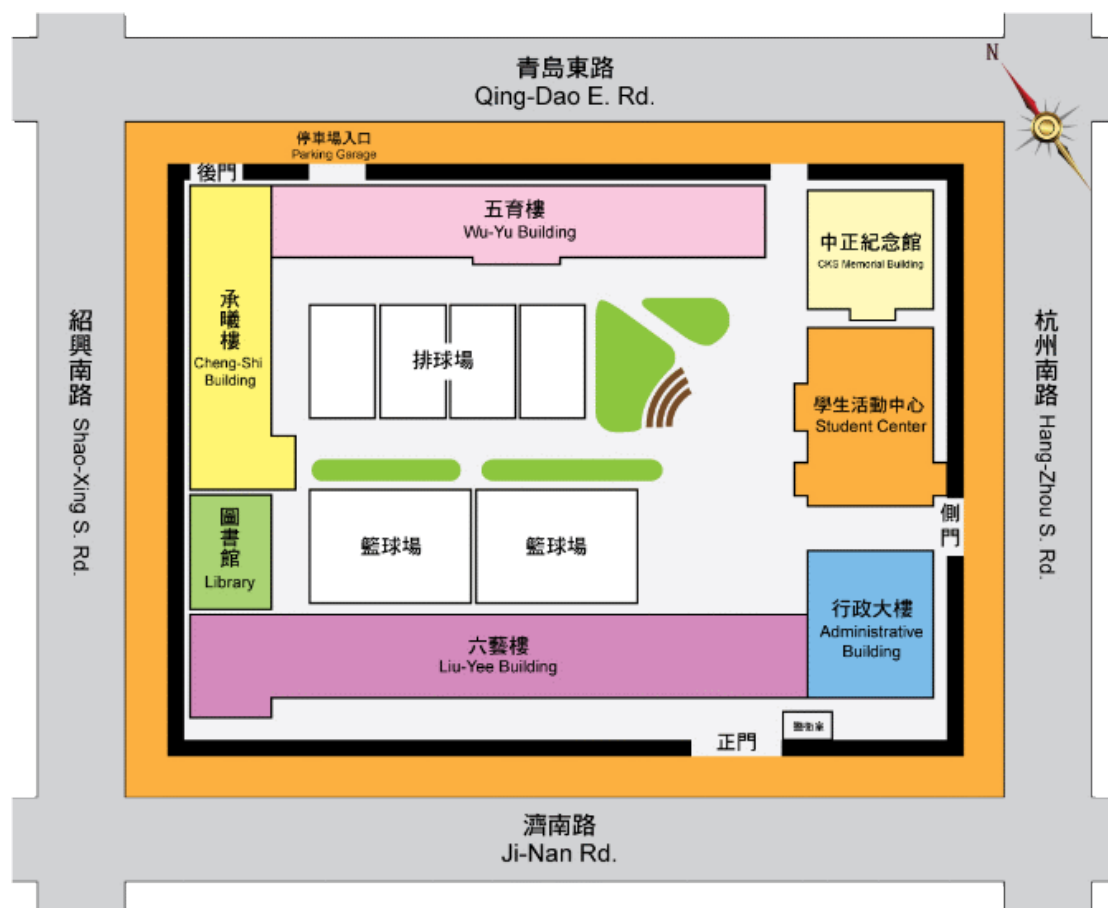 青島東路
Qing-Dao E. Rd.
N
停車場入口
Parking Garage
後門
五育樓
Wu-Yu Building
中正紀念館
CKS Memorial Building
承曦樓
Cheng-Shi
Building
排球場
紹興南路 Shao-Xing S. Rd.
杭州南路 Hang-Zhou S. Rd.
學生活動中心
Student Center
圖書館
Library
籃球場
籃球場
側門
行政大樓
Administrative
Building
六藝樓
Liu-Yee Building
警衛室
正門
濟南路
Ji-Nan Rd.